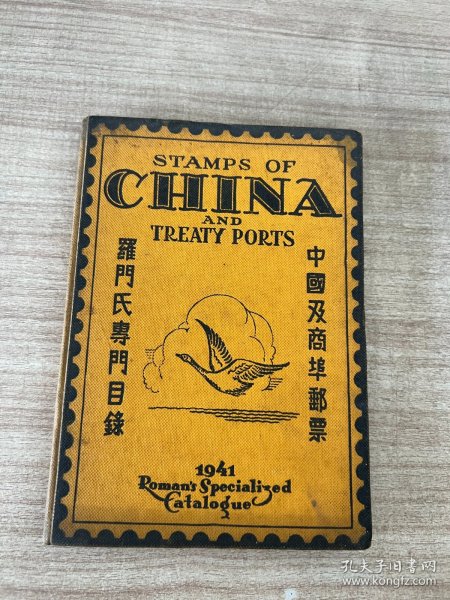 STAMPS OF
CHINA
AND
TREATY PORTS
中國及商埠郵票
羅門氏專門目錄
1941
Roman's Specialized
Catalogue
孔夫子旧书网
www.kongfz.com